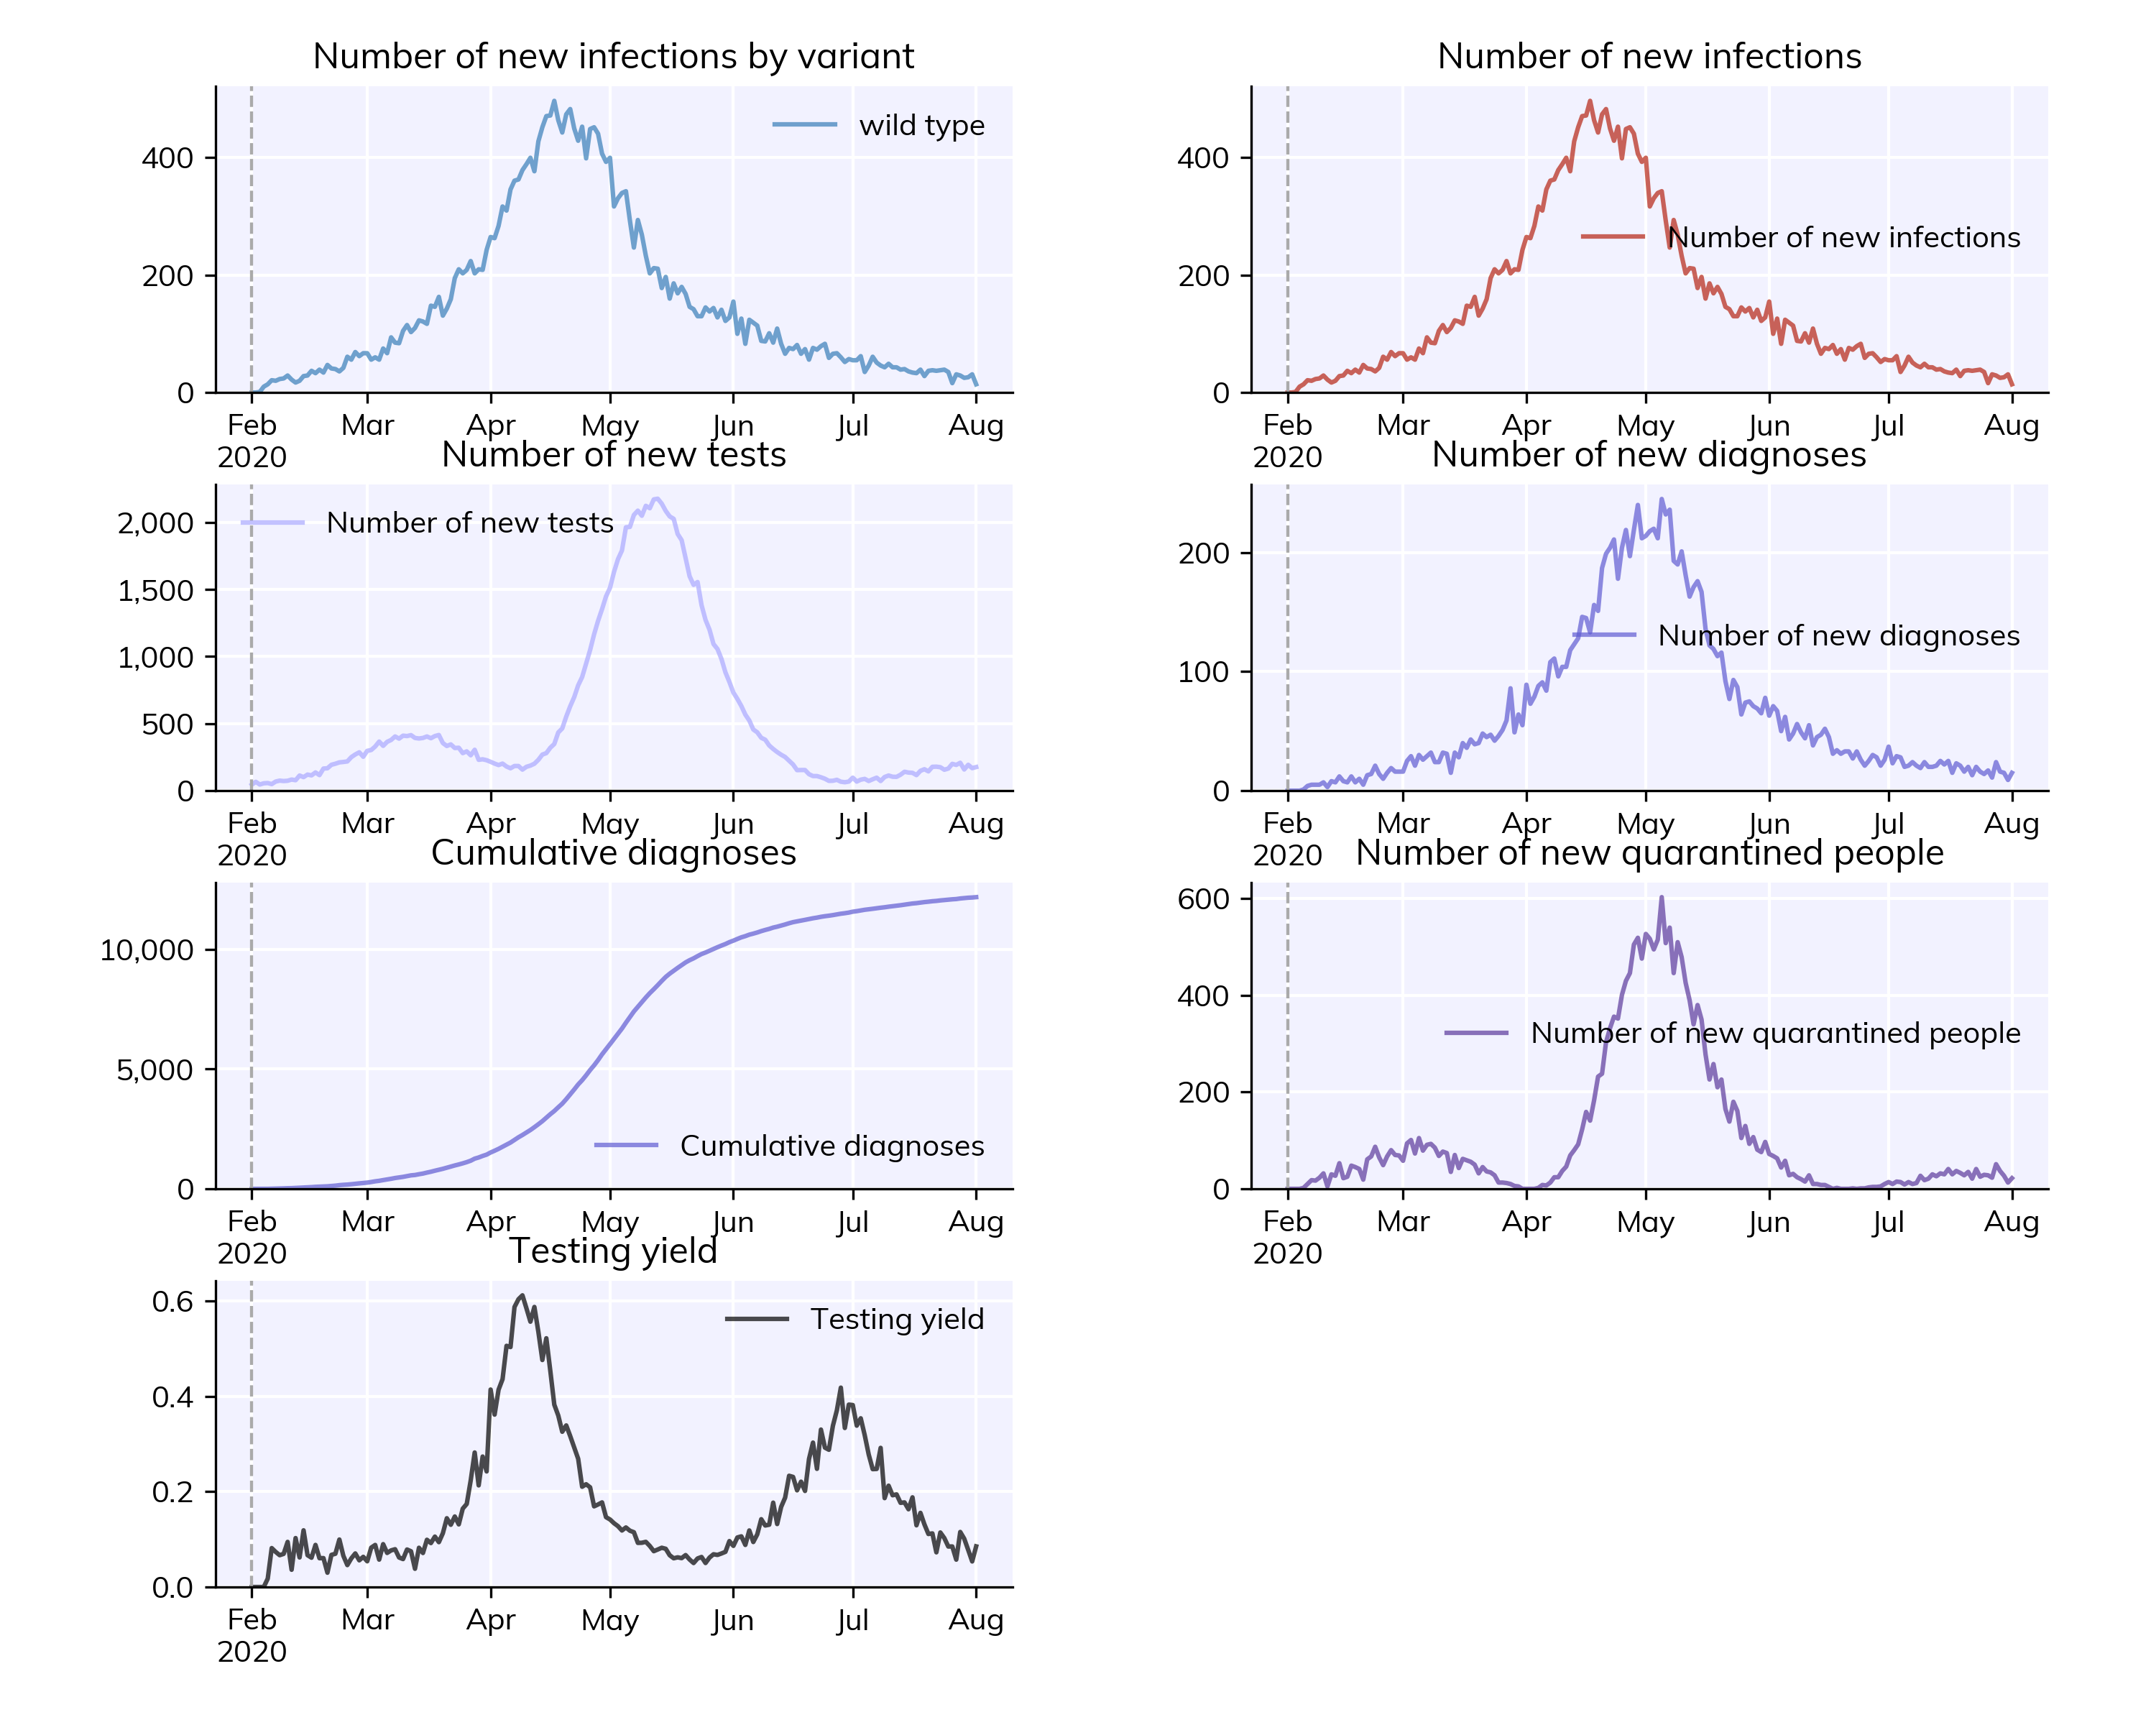 Number of new infections by variant
wild type
400
200
0
Feb Mar Apr May Jun Jul Aug
2020
Number of new infections
Number of new infections
400
200
0
Feb Mar Apr May Jun Jul Aug
2020
Number of new tests
Number of new tests
2,000
1,500
1,000
500
0
Feb Mar Apr May Jun Jul Aug
2020
Number of new diagnoses
200
Number of new diagnoses
100
0
Feb Mar Apr May Jun Jul Aug
2020
Cumulative diagnoses
10,000
5,000
Cumulative diagnoses
0
Feb Mar Apr May Jun Jul Aug
2020
Number of new quarantined people
600
400
Number of new quarantined people
200
0
Feb Mar Apr May Jun Jul Aug
2020
Testing yield
0.6
Testing yield
0.4
0.2
0.0
Feb Mar Apr May Jun Jul Aug
2020